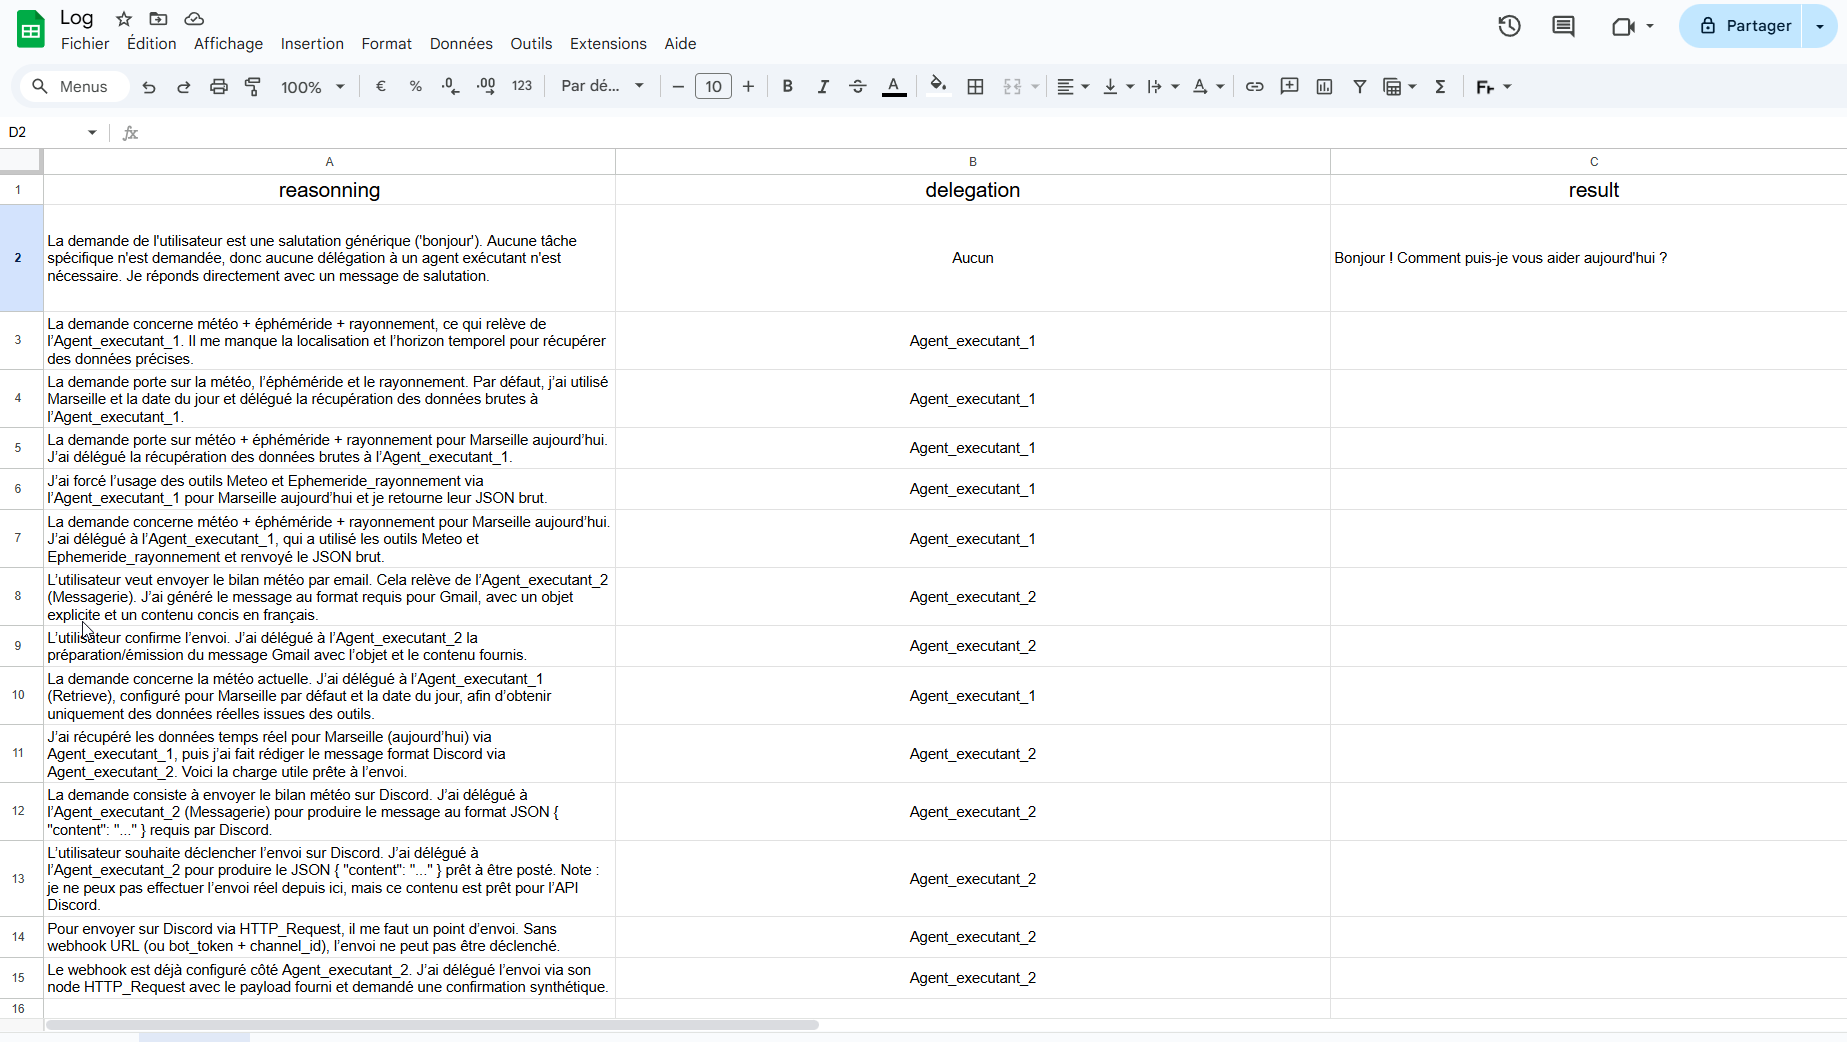 Log
Fichier Édition Affichage Insertion Format Données Outils Extensions Aide
Partager
Menus 100% € % .0 .00 123 Par dé... 10 B I A Σ Fr
D2 fx
A B C
1 reasonning delegation result
2
La demande de l'utilisateur est une salutation générique ('bonjour'). Aucune tâche
spécifique n'est demandée, donc aucune délégation à un agent exécutant n'est
nécessaire. Je réponds directement avec un message de salutation.
Aucun
Bonjour ! Comment puis-je vous aider aujourd'hui ?
3
La demande concerne météo + éphéméride + rayonnement, ce qui relève de
l’Agent_executant_1. Il me manque la localisation et l’horizon temporel pour récupérer
des données précises.
Agent_executant_1
4
La demande porte sur la météo, l’éphéméride et le rayonnement. Par défaut, j’ai utilisé
Marseille et la date du jour et délégué la récupération des données brutes à
l’Agent_executant_1.
Agent_executant_1
5
La demande porte sur météo + éphéméride + rayonnement pour Marseille aujourd’hui.
J’ai délégué la récupération des données brutes à l’Agent_executant_1.
Agent_executant_1
6
J’ai forcé l’usage des outils Meteo et Ephemeride_rayonnement via
l’Agent_executant_1 pour Marseille aujourd’hui et je retourne leur JSON brut.
Agent_executant_1
7
La demande concerne météo + éphéméride + rayonnement pour Marseille aujourd’hui.
J’ai délégué à l’Agent_executant_1, qui a utilisé les outils Meteo et
Ephemeride_rayonnement et renvoyé le JSON brut.
Agent_executant_1
8
L’utilisateur veut envoyer le bilan météo par email. Cela relève de l’Agent_executant_2
(Messagerie). J’ai généré le message au format requis pour Gmail, avec un objet
explicite et un contenu concis en français.
Agent_executant_2
9
L’utilisateur confirme l’envoi. J’ai délégué à l’Agent_executant_2 la
préparation/émission du message Gmail avec l’objet et le contenu fournis.
Agent_executant_2
10
La demande concerne la météo actuelle. J’ai délégué à l’Agent_executant_1
(Retrieve), configuré pour Marseille par défaut et la date du jour, afin d’obtenir
uniquement des données réelles issues des outils.
Agent_executant_1
11
J’ai récupéré les données temps réel pour Marseille (aujourd’hui) via
Agent_executant_1, puis j’ai fait rédiger le message format Discord via
Agent_executant_2. Voici la charge utile prête à l’envoi.
Agent_executant_2
12
La demande consiste à envoyer le bilan météo sur Discord. J’ai délégué à
l’Agent_executant_2 (Messagerie) pour produire le message au format JSON {
"content": "..." } requis par Discord.
Agent_executant_2
13
L’utilisateur souhaite déclencher l’envoi sur Discord. J’ai délégué à
l’Agent_executant_2 pour produire le JSON { "content": "..." } prêt à être posté. Note :
je ne peux pas effectuer l’envoi réel depuis ici, mais ce contenu est prêt pour l’API
Discord.
Agent_executant_2
14
Pour envoyer sur Discord via HTTP_Request, il me faut un point d’envoi. Sans
webhook URL (ou bot_token + channel_id), l’envoi ne peut pas être déclenché.
Agent_executant_2
15
Le webhook est déjà configuré côté Agent_executant_2. J’ai délégué l’envoi via son
node HTTP_Request avec le payload fourni et demandé une confirmation synthétique.
Agent_executant_2
16